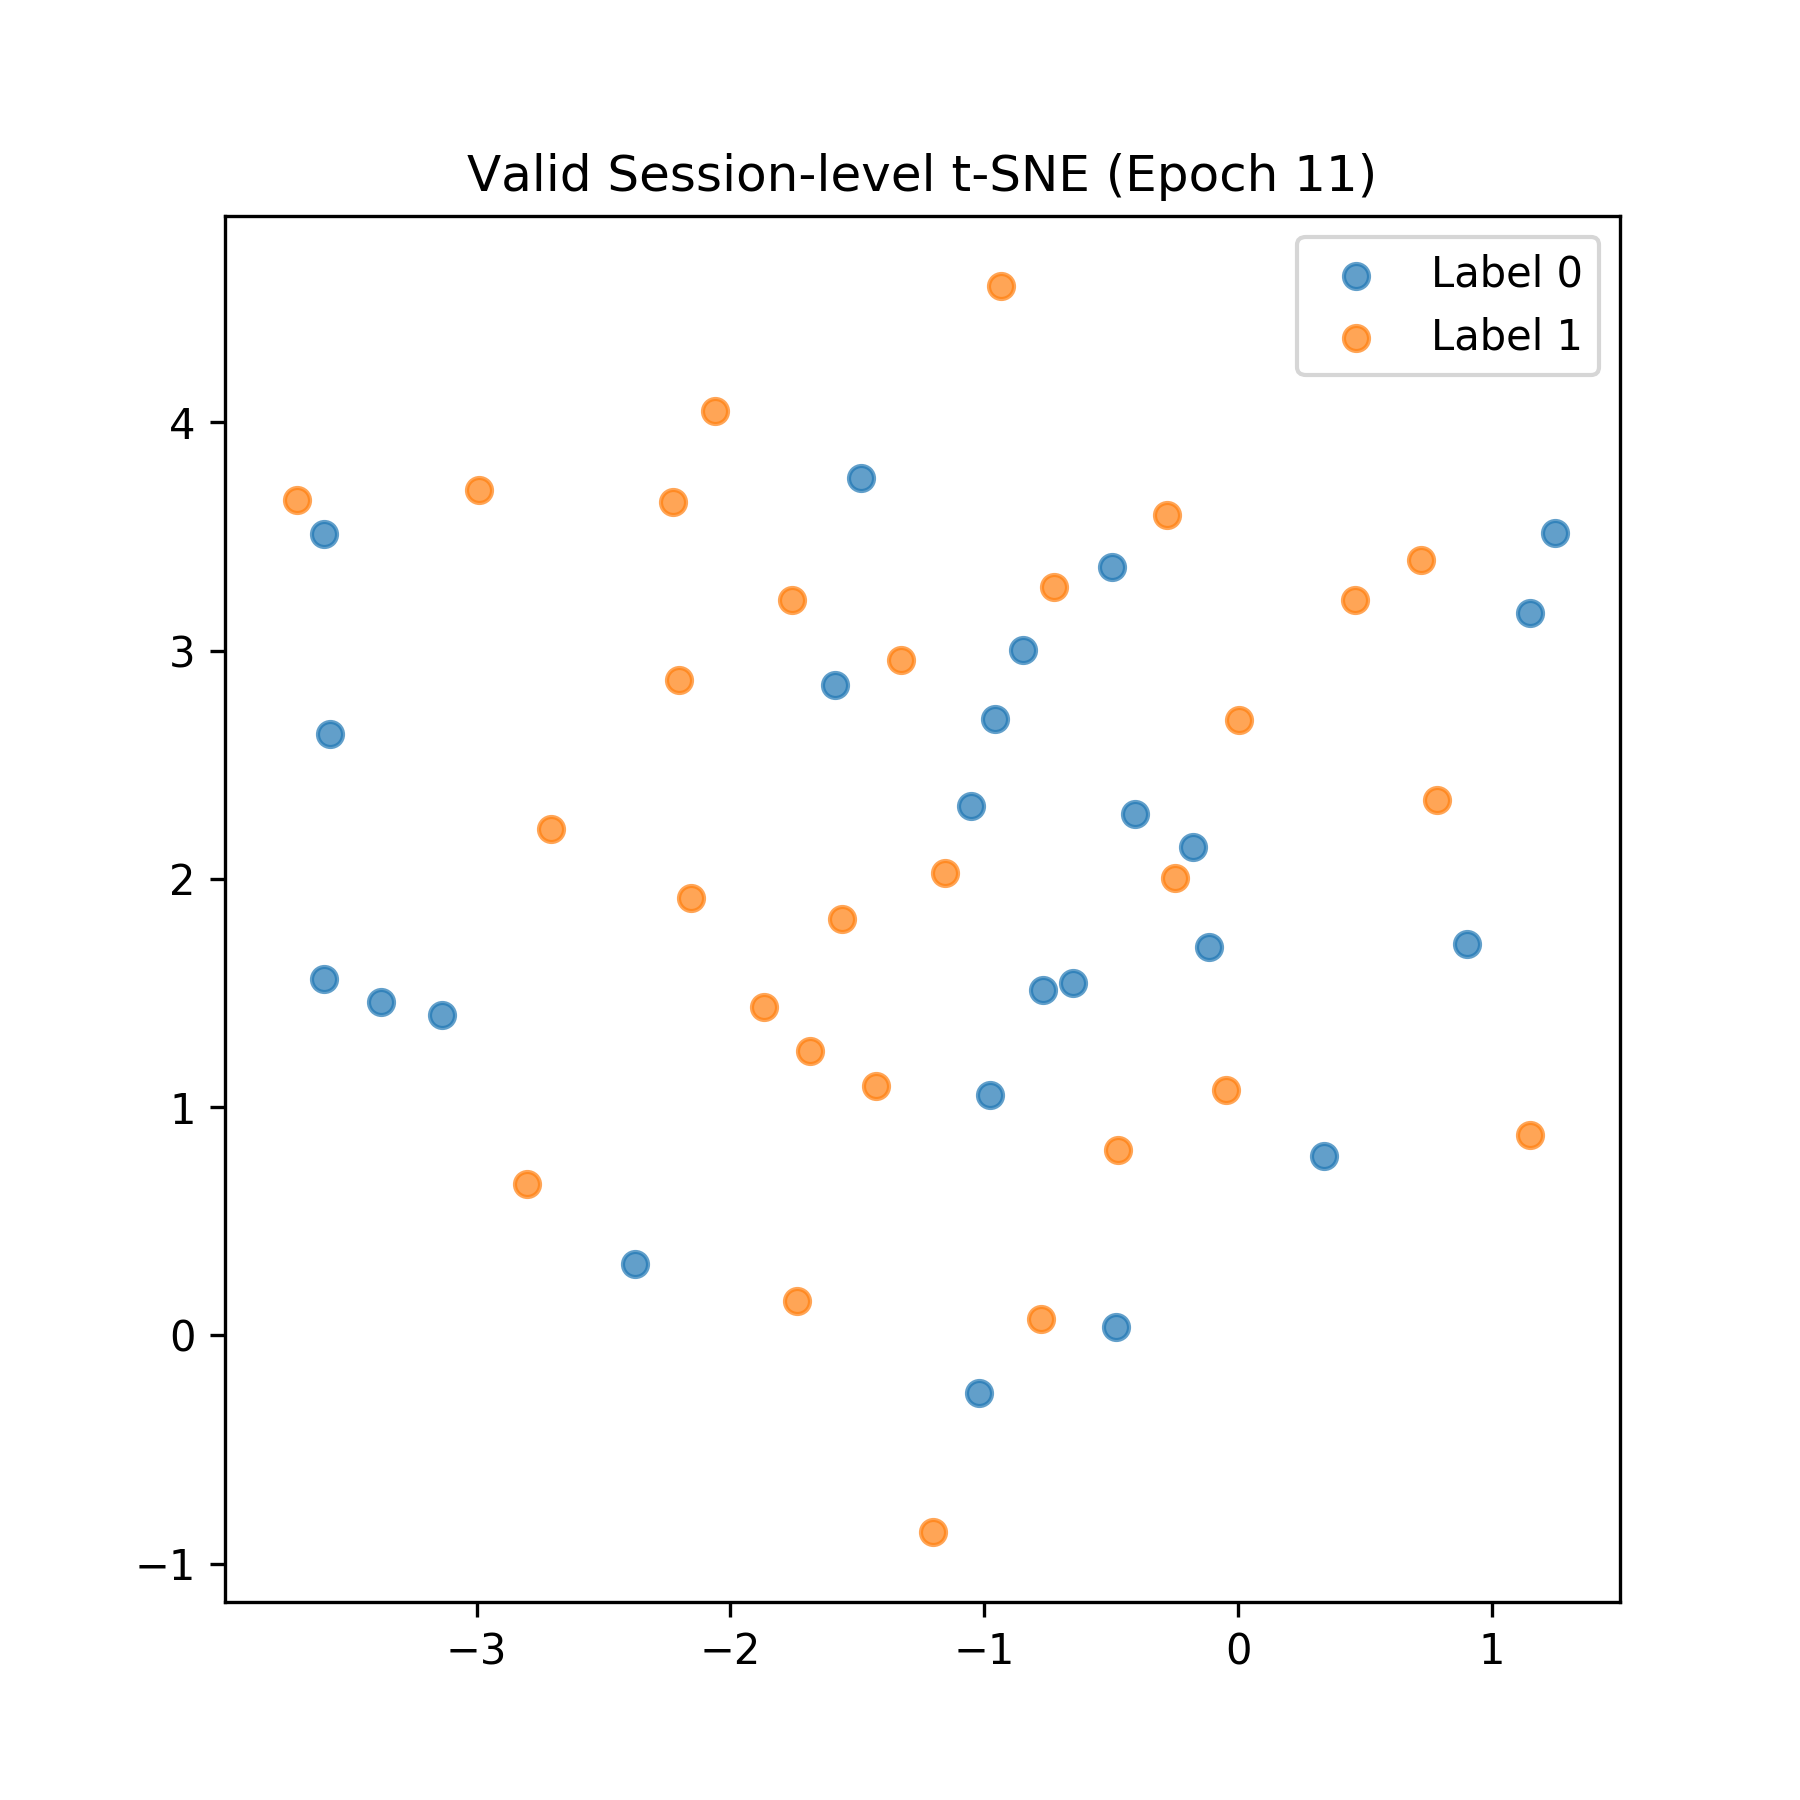 Valid Session-level t-SNE (Epoch 11)
Label 0
Label 1
4
3
2
1
0
−1
−3 −2 −1 0 1